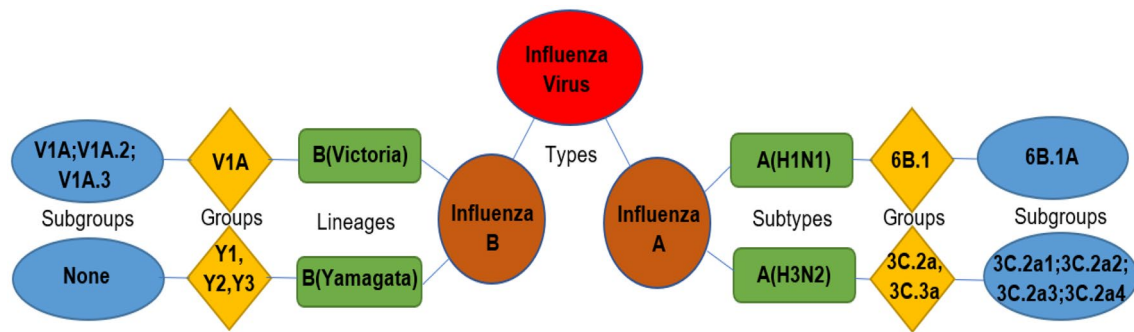 Influenza
Virus
Types
V1A;V1A.2;
V1A.3
V1A
B(Victoria)
Subgroups
Groups
Lineages
Influenza
B
None
Y1,
Y2,Y3
B(Yamagata)
A(H1N1)
6B.1
6B.1A
Influenza
A
Subtypes
Groups
Subgroups
A(H3N2)
3C.2a,
3C.3a
3C.2a1;3C.2a2;
3C.2a3;3C.2a4